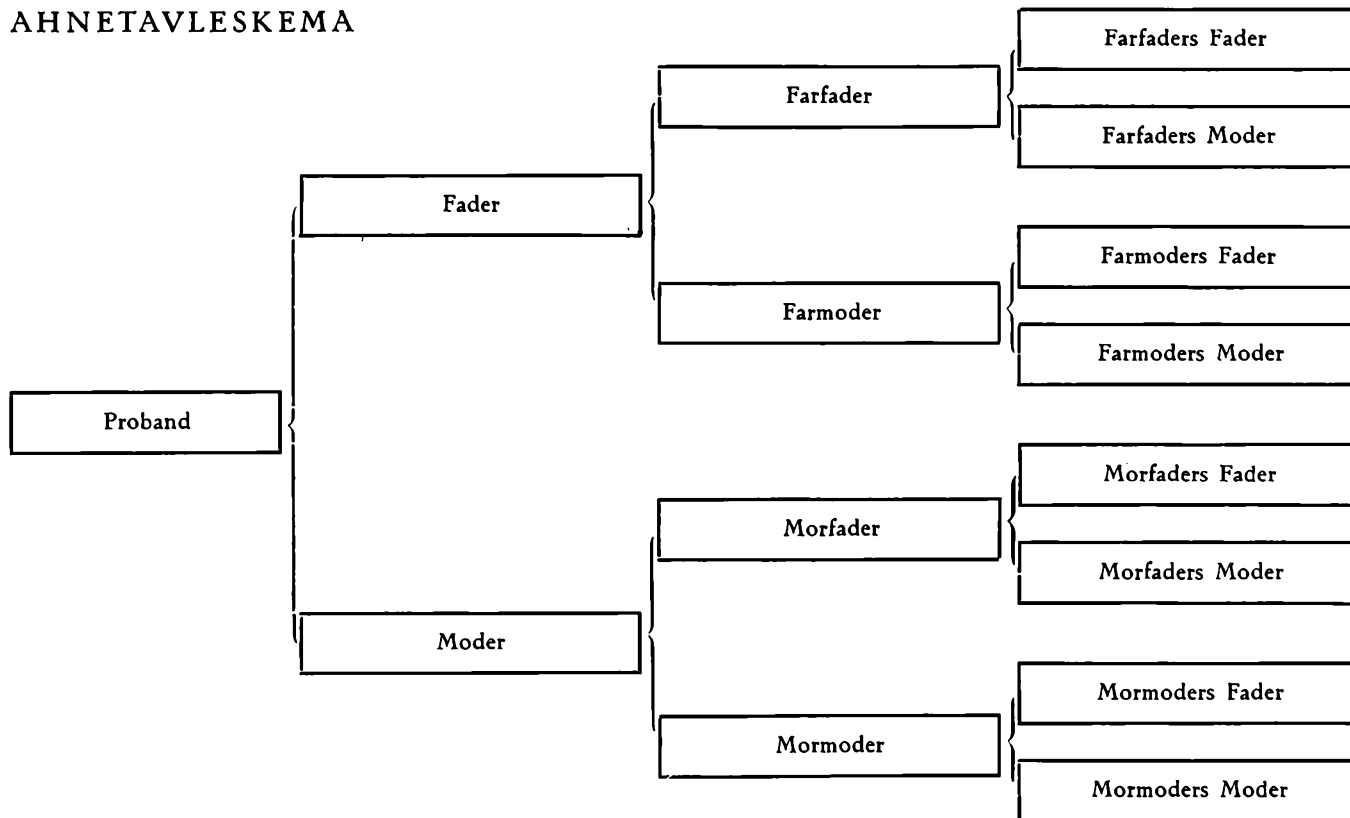 AHNETAVLESKEMA
Farfaders Fader
Farfader
Farfaders Moder
Fader
Farmoders Fader
Farmoder
Farmoders Moder
Proband
Morfaders Fader
Morfader
Morfaders Moder
Moder
Mormoders Fader
Mormoder
Mormoders Moder